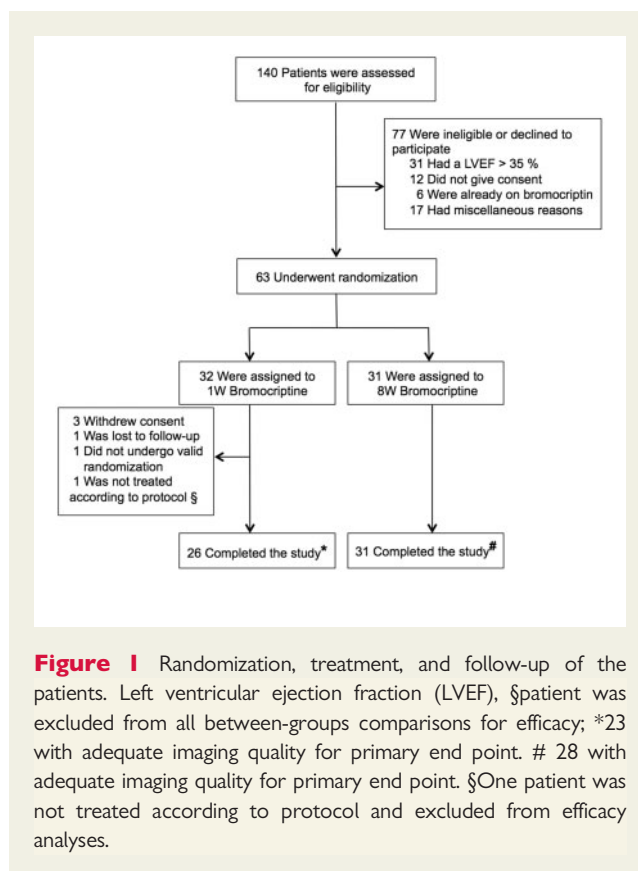 140 Patients were assessed
for eligibility
77 Were ineligible or declined to
participate
31 Had a LVEF > 35 %
12 Did not give consent
6 Were already on bromocriptin
17 Had miscellaneous reasons
63 Underwent randomization
32 Were assigned to
1W Bromocriptine
31 Were assigned to
8W Bromocriptine
3 Withdrew consent
1 Was lost to follow-up
1 Did not undergo valid
randomization
1 Was not treated
according to protocol §
26 Completed the study*
31 Completed the study#
Figure 1 Randomization, treatment, and follow-up of the
patients. Left ventricular ejection fraction (LVEF), §patient was
excluded from all between-groups comparisons for efficacy; *23
with adequate imaging quality for primary end point. # 28 with
adequate imaging quality for primary end point. §One patient was
not treated according to protocol and excluded from efficacy
analyses.